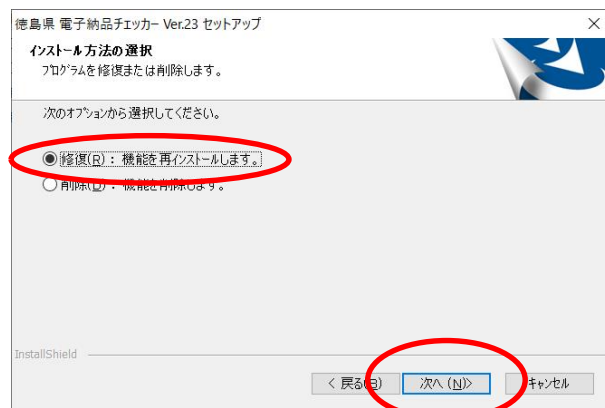 徳島県 電子納品チェッカー Ver.23 セットアップ
インストール方法の選択
プログラムを修復または削除します。
次のオプションから選択してください。
修復(R)： 機能を再インストールします。
削除(D)： 機能を削除します。
InstallShield
< 戻る(B)
次へ (N)>
キャンセル